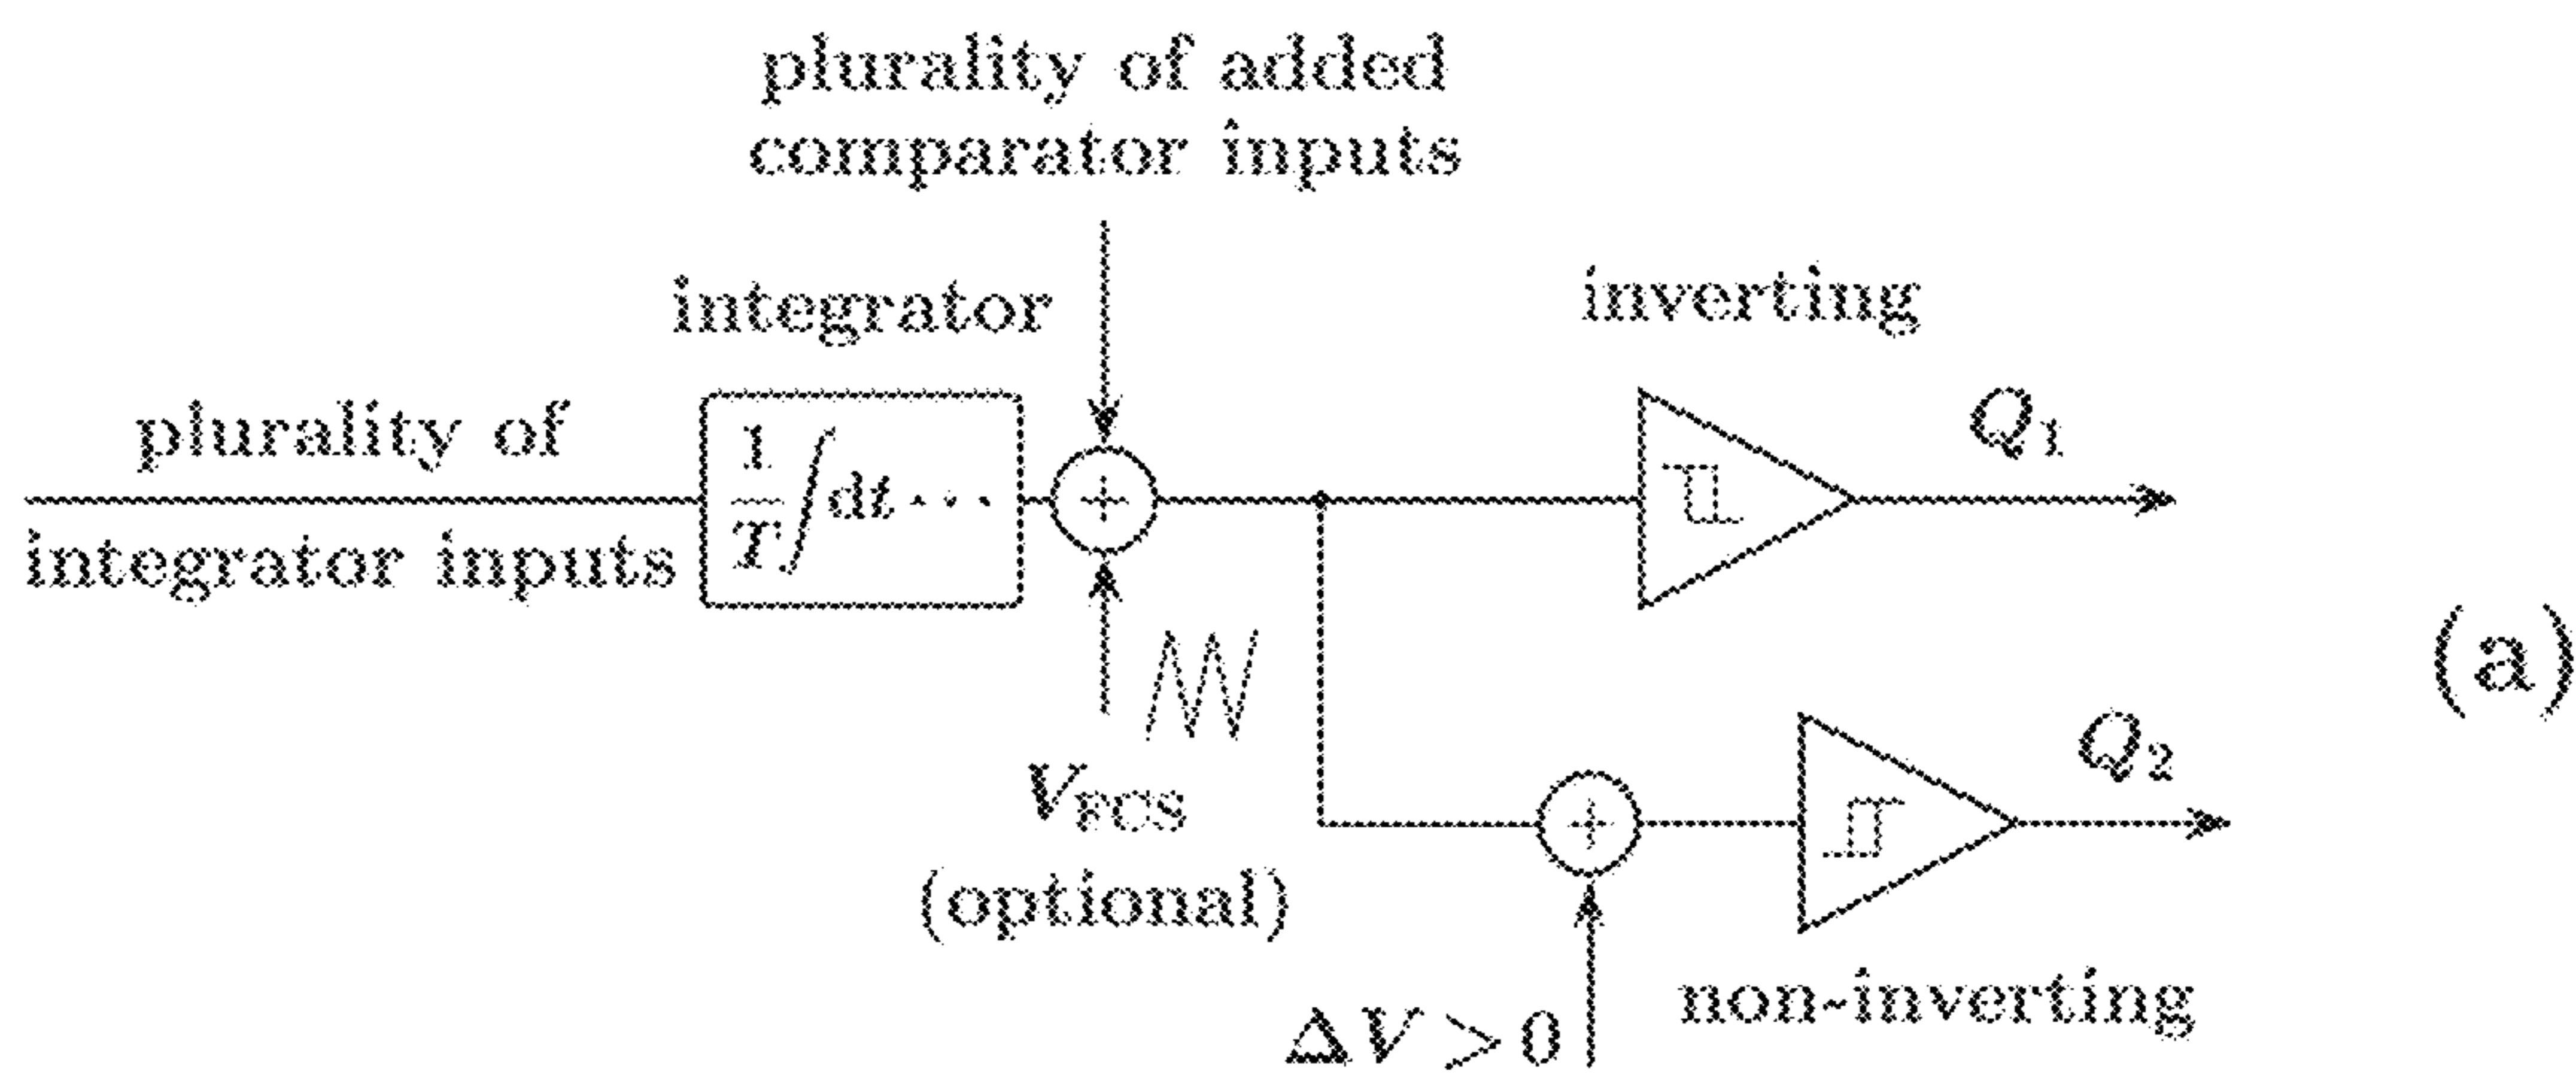 plurality of added
comparator inputs
integrator
inverting
plurality of
integrator inputs
1/T ∫ dt ···
+
Q₁
V_FCS
(optional)
+
Q₂
ΔV > 0
non-inverting
(a)